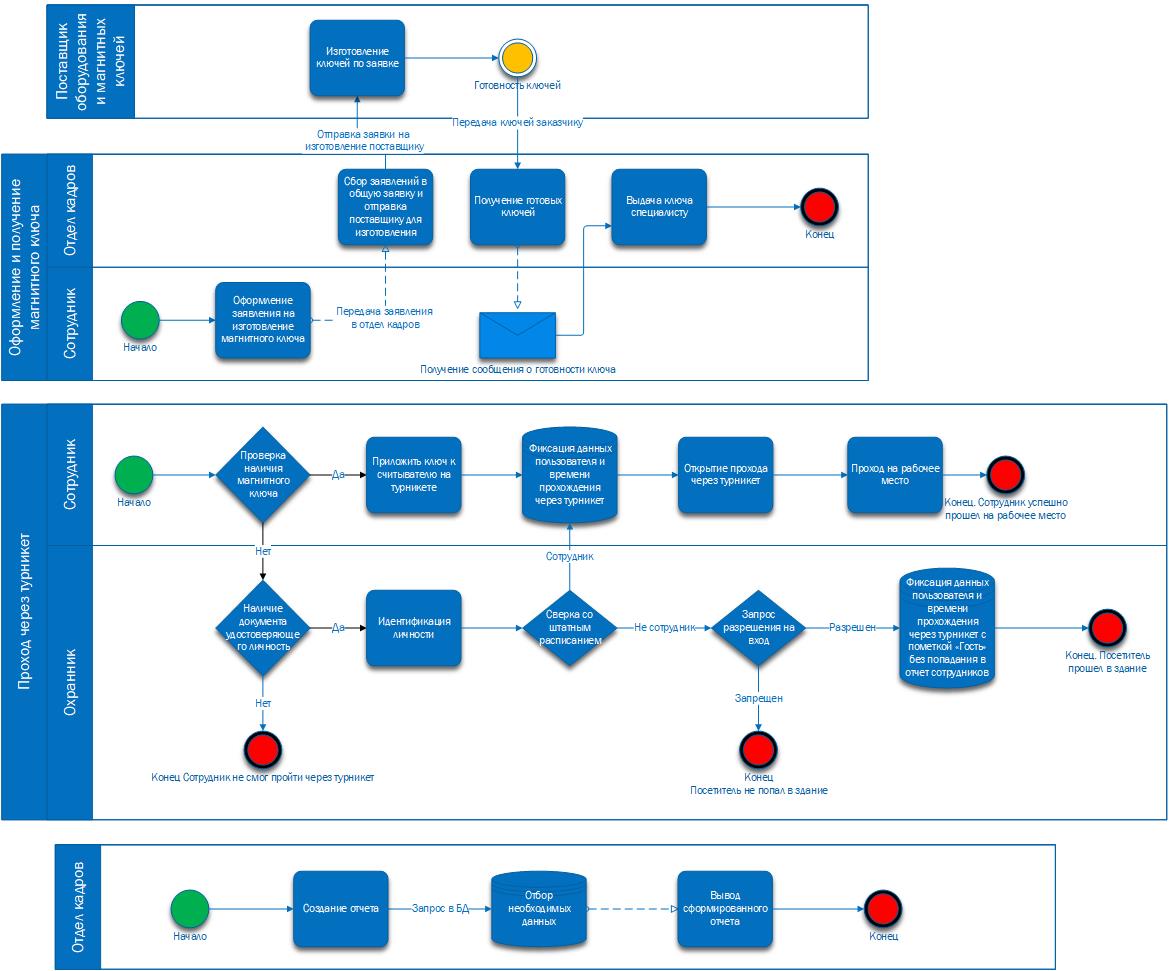 Поставщик
оборудования
и магнитных
ключей
Изготовление
ключей по заявке
Готовность ключей
Отправка заявки на
изготовление поставщику
Передача ключей заказчику
Оформление и получение
магнитного ключа
Отдел кадров
Сбор заявлений в
общую заявку и
отправка
поставщику для
изготовления
Получение готовых
ключей
Выдача ключа
специалисту
Конец
Сотрудник
Начало
Оформление
заявления на
изготовление
магнитного ключа
Передача заявления
в отдел кадров
Получение сообщения о готовности ключа
Проход через турникет
Сотрудник
Начало
Проверка
наличия
магнитного
ключа
Да
Приложить ключ к
считывателю на
турникете
Фиксация данных
пользователя и
времени
прохождения
через турникет
Открытие прохода
через турникет
Проход на рабочее
место
Конец. Сотрудник успешно
прошел на рабочее место
Нет
Сотрудник
Охранник
Наличие
документа
удостоверяюще
го личность
Да
Идентификация
личности
Сверка со
штатным
расписанием
Не сотрудник
Запрос
разрешения на
вход
Разрешен
Фиксация данных
пользователя и
времени
прохождения
через турникет с
пометкой «Гость»
без попадания в
отчет сотрудников
Конец. Посетитель
прошел в здание
Нет
Запрещен
Конец Сотрудник не смог пройти через турникет
Конец
Посетитель не попал в здание
Отдел кадров
Начало
Создание отчета
Запрос в БД
Отбор
необходимых
данных
Вывод
сформированного
отчета
Конец